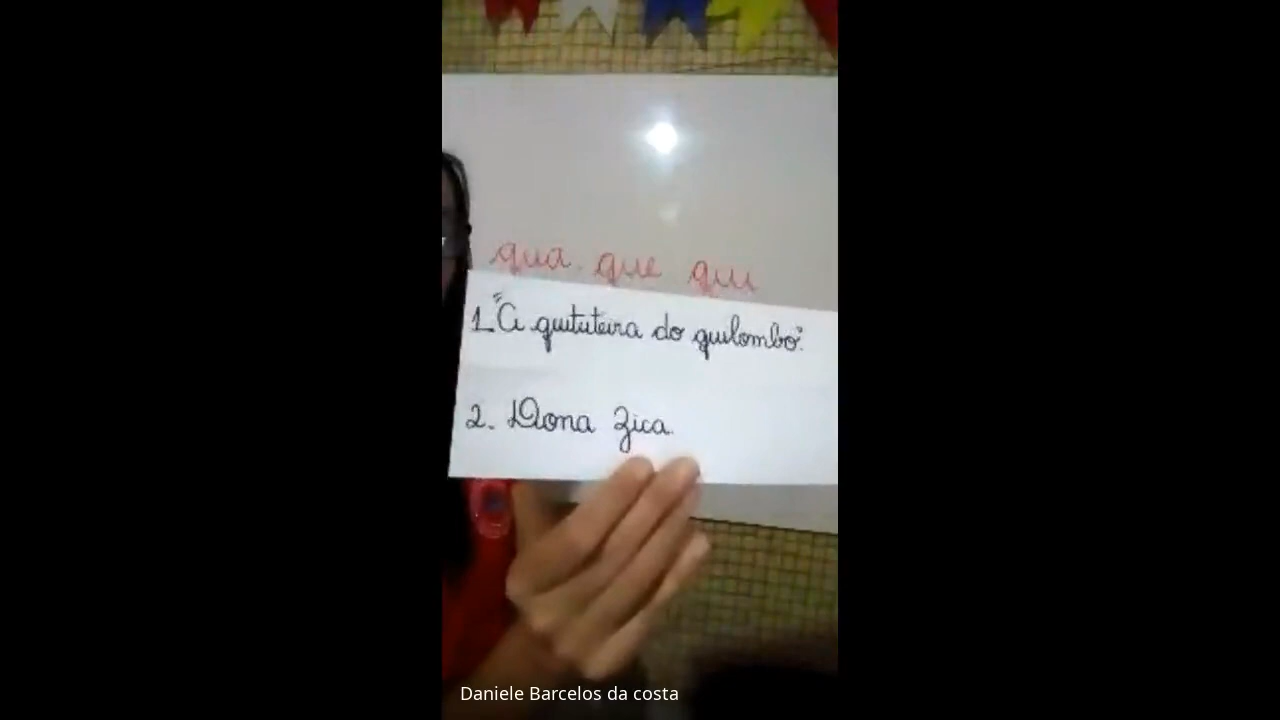 qua que qui
1. "A quituteira do quilombo".
2. Dona Zica
Daniele Barcelos da costa